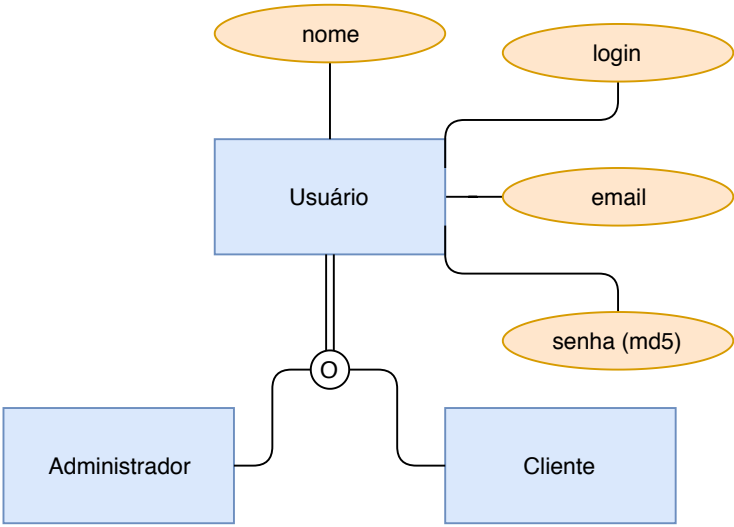 nome
login
Usuário
email
senha (md5)
O
Administrador
Cliente